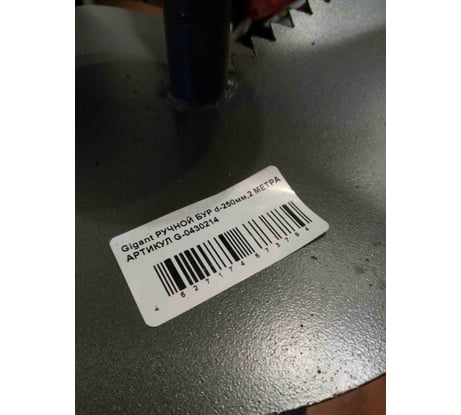 Gigant РУЧНОЙ БУР d-250мм,2 МЕТРА
АРТИКУЛ G-0430214
4 627174 673764